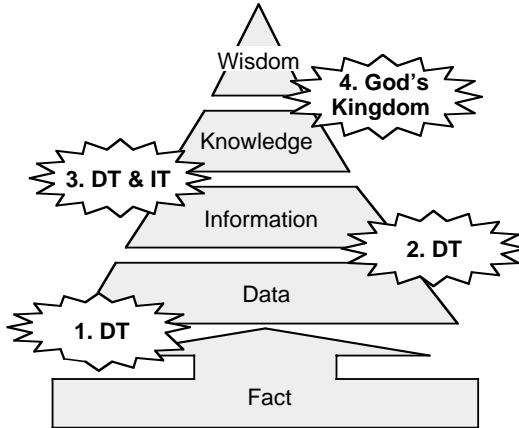 Wisdom
4. God's
Kingdom
Knowledge
3. DT & IT
Information
2. DT
Data
1. DT
Fact